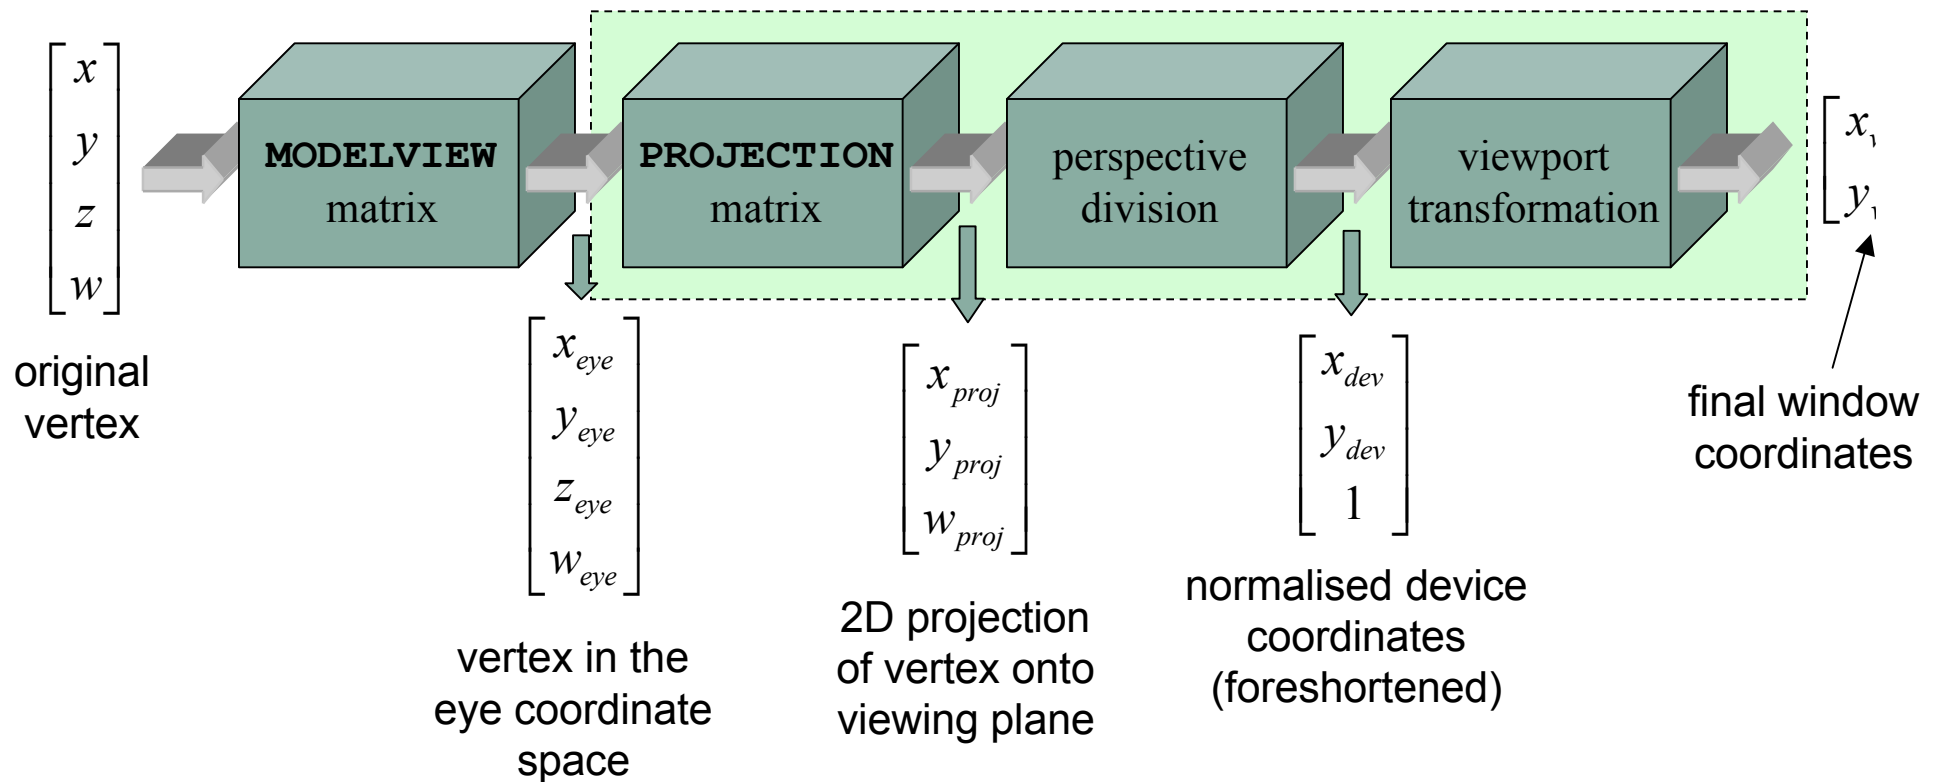 x
y
z
w
original
vertex
MODELVIEW
matrix
PROJECTION
matrix
perspective
division
viewport
transformation
x_eye
y_eye
z_eye
w_eye
vertex in the
eye coordinate
space
x_proj
y_proj
w_proj
2D projection
of vertex onto
viewing plane
x_dev
y_dev
1
normalised device
coordinates
(foreshortened)
x
y
final window
coordinates